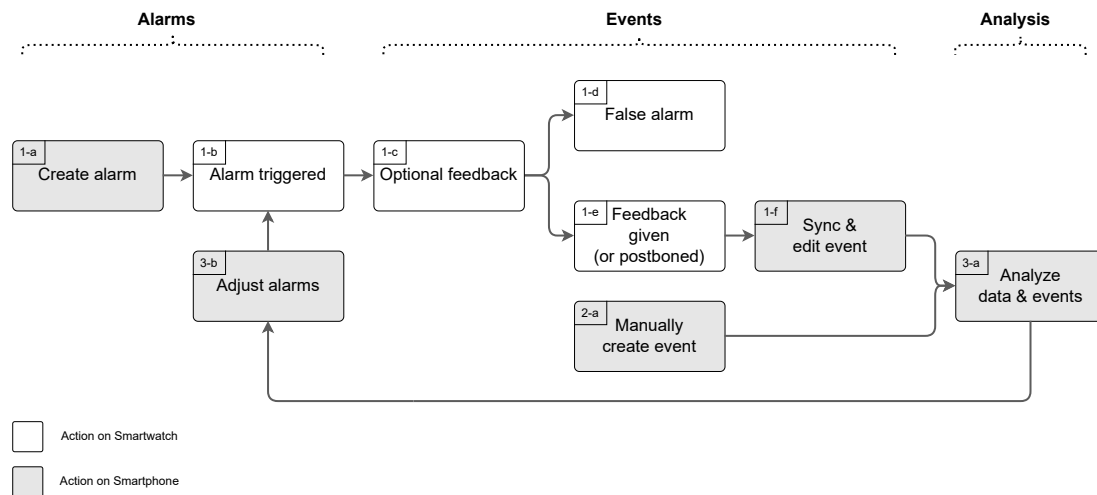 Alarms
Events
Analysis
1-d
False alarm
1-a
Create alarm
1-b
Alarm triggered
1-c
Optional feedback
1-e
Feedback
given
(or postboned)
1-f
Sync &
edit event
3-b
Adjust alarms
3-a
Analyze
data & events
2-a
Manually
create event
Action on Smartwatch
Action on Smartphone